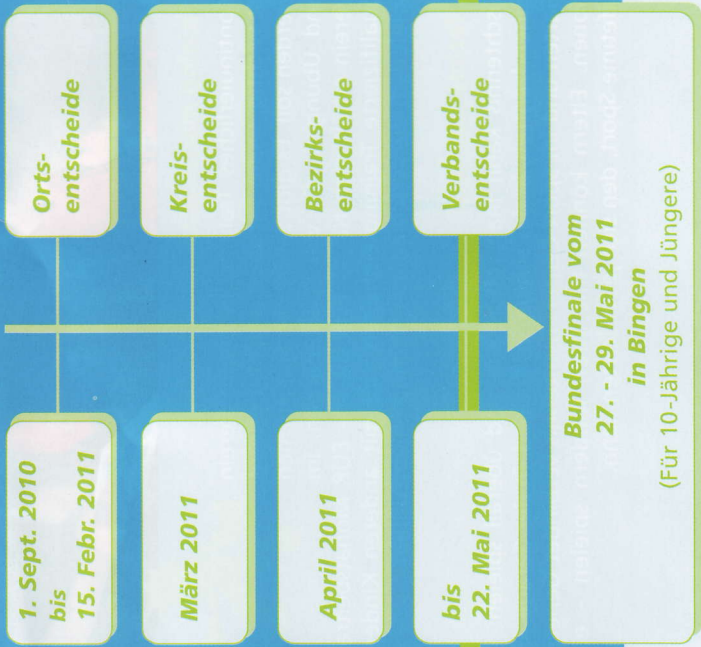 Orts-
entscheide
1. Sept. 2010
bis
15. Febr. 2011
Kreis-
entscheide
März 2011
Bezirks-
entscheide
April 2011
Verbands-
entscheide
bis
22. Mai 2011
Bundesfinale vom
27. - 29. Mai 2011
in Bingen
(Für 10-Jährige und Jüngere)